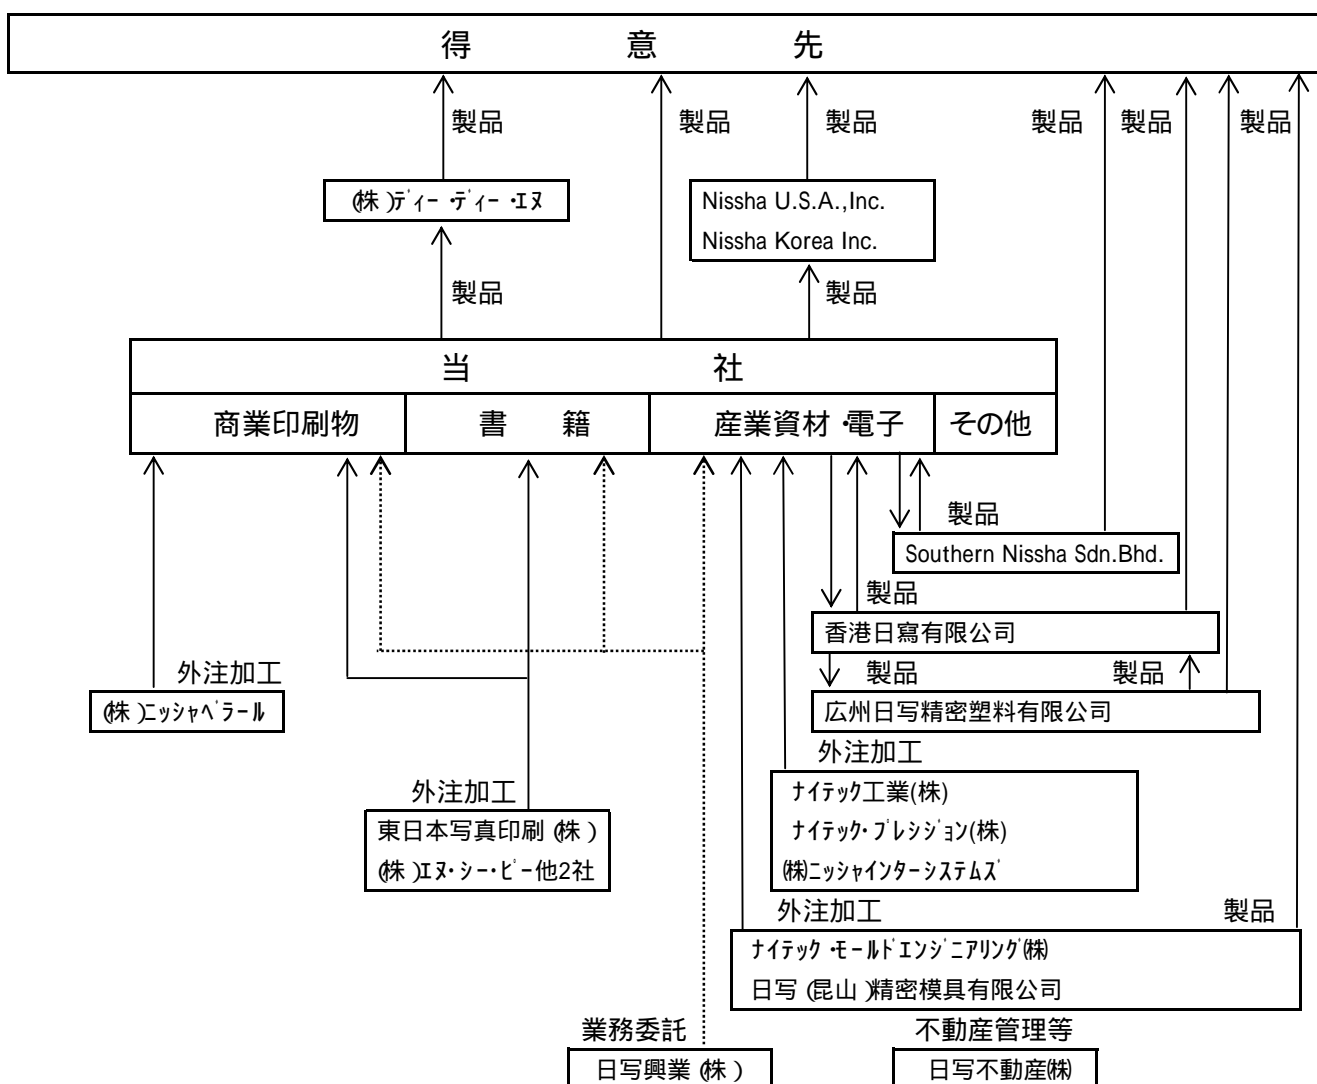 得意先
製品 製品 製品 製品 製品 製品
(株)ディー・ディー・エヌ
Nissha U.S.A.,Inc.
Nissha Korea Inc.
製品 製品
当社
商業印刷物 書籍 産業資材・電子 その他
製品
Southern Nissha Sdn.Bhd.
製品
香港日寫有限公司
外注加工 製品 製品
(株)ニッシャベラール
広州日写精密塑料有限公司
外注加工
外注加工
ナイテック工業(株)
東日本写真印刷(株)
ナイテック・プレシジョン(株)
(株)エヌ・シー・ピー他2社
(株)ニッシャインターシステムズ
外注加工 製品
ナイテック・モールドエンジニアリング(株)
日写(昆山)精密模具有限公司
業務委託 不動産管理等
日写興業(株) 日写不動産(株)